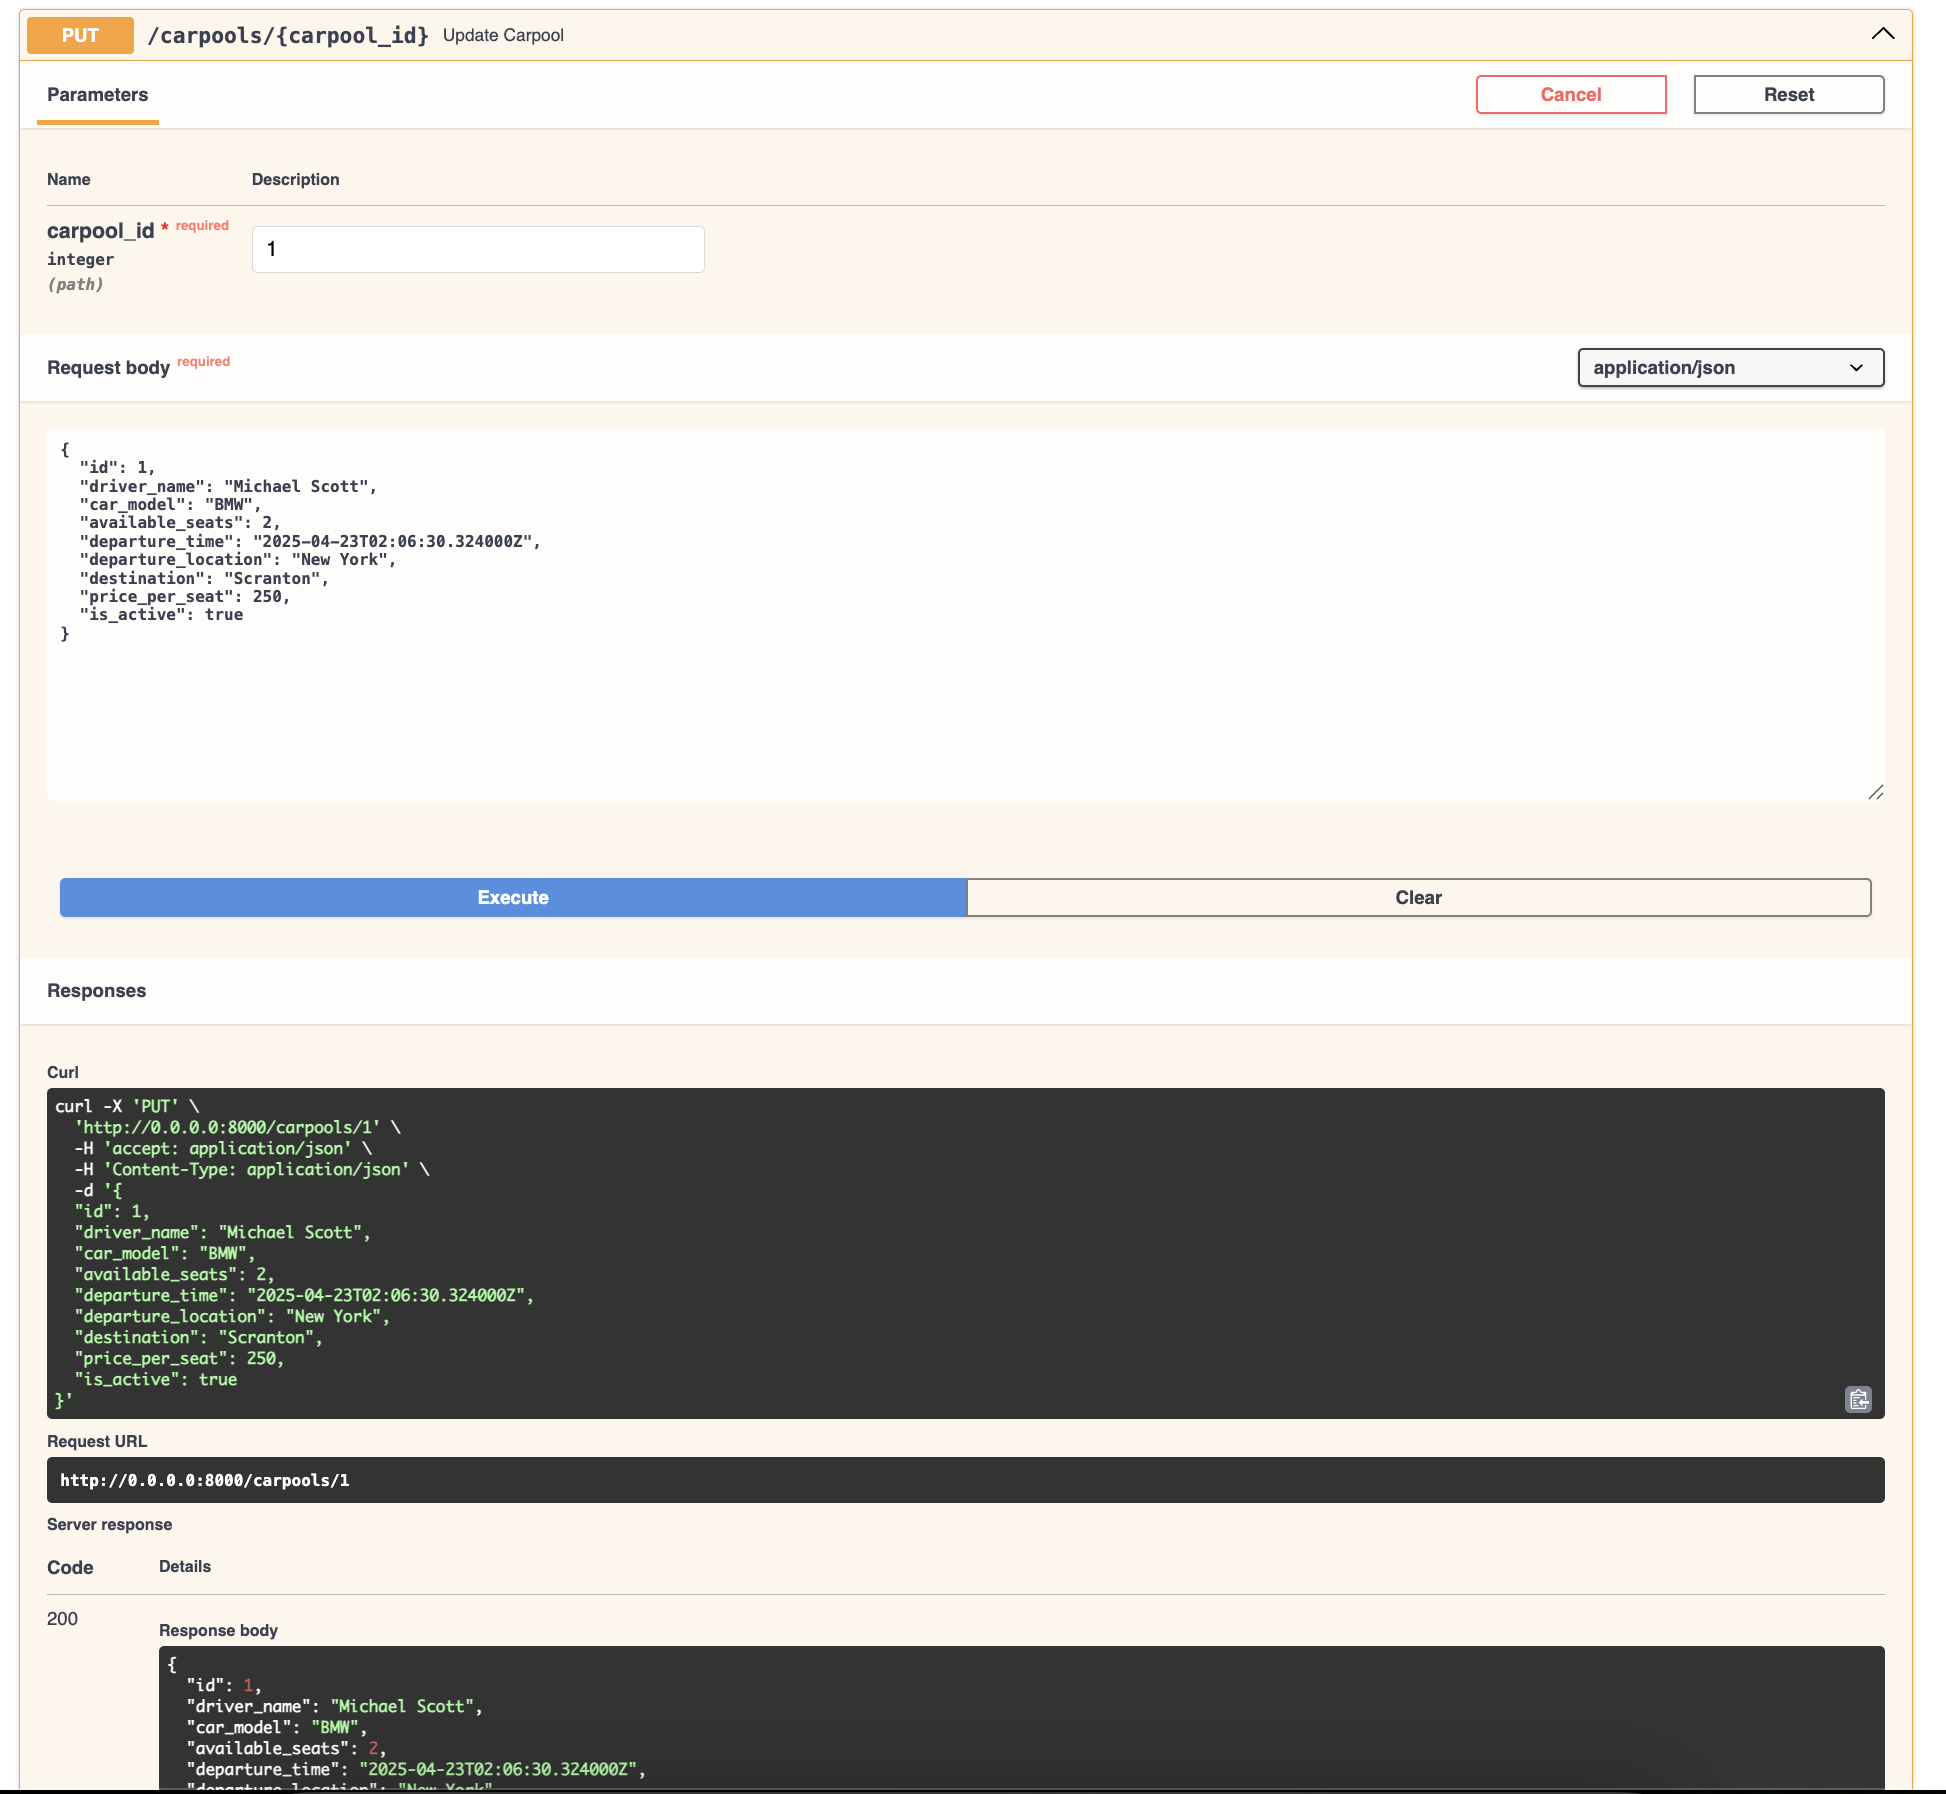 PUT /carpools/{carpool_id} Update Carpool
Parameters
Cancel
Reset
Name Description
carpool_id * required
integer
(path)
1
Request body required
application/json
{
  "id": 1,
  "driver_name": "Michael Scott",
  "car_model": "BMW",
  "available_seats": 2,
  "departure_time": "2025-04-23T02:06:30.324000Z",
  "departure_location": "New York",
  "destination": "Scranton",
  "price_per_seat": 250,
  "is_active": true
}
Execute
Clear
Responses
Curl
curl -X 'PUT' \
  'http://0.0.0.0:8000/carpools/1' \
  -H 'accept: application/json' \
  -H 'Content-Type: application/json' \
  -d '{
  "id": 1,
  "driver_name": "Michael Scott",
  "car_model": "BMW",
  "available_seats": 2,
  "departure_time": "2025-04-23T02:06:30.324000Z",
  "departure_location": "New York",
  "destination": "Scranton",
  "price_per_seat": 250,
  "is_active": true
}'
Request URL
http://0.0.0.0:8000/carpools/1
Server response
Code Details
200
Response body
{
  "id": 1,
  "driver_name": "Michael Scott",
  "car_model": "BMW",
  "available_seats": 2,
  "departure_time": "2025-04-23T02:06:30.324000Z",
  "departure_location": "New York"